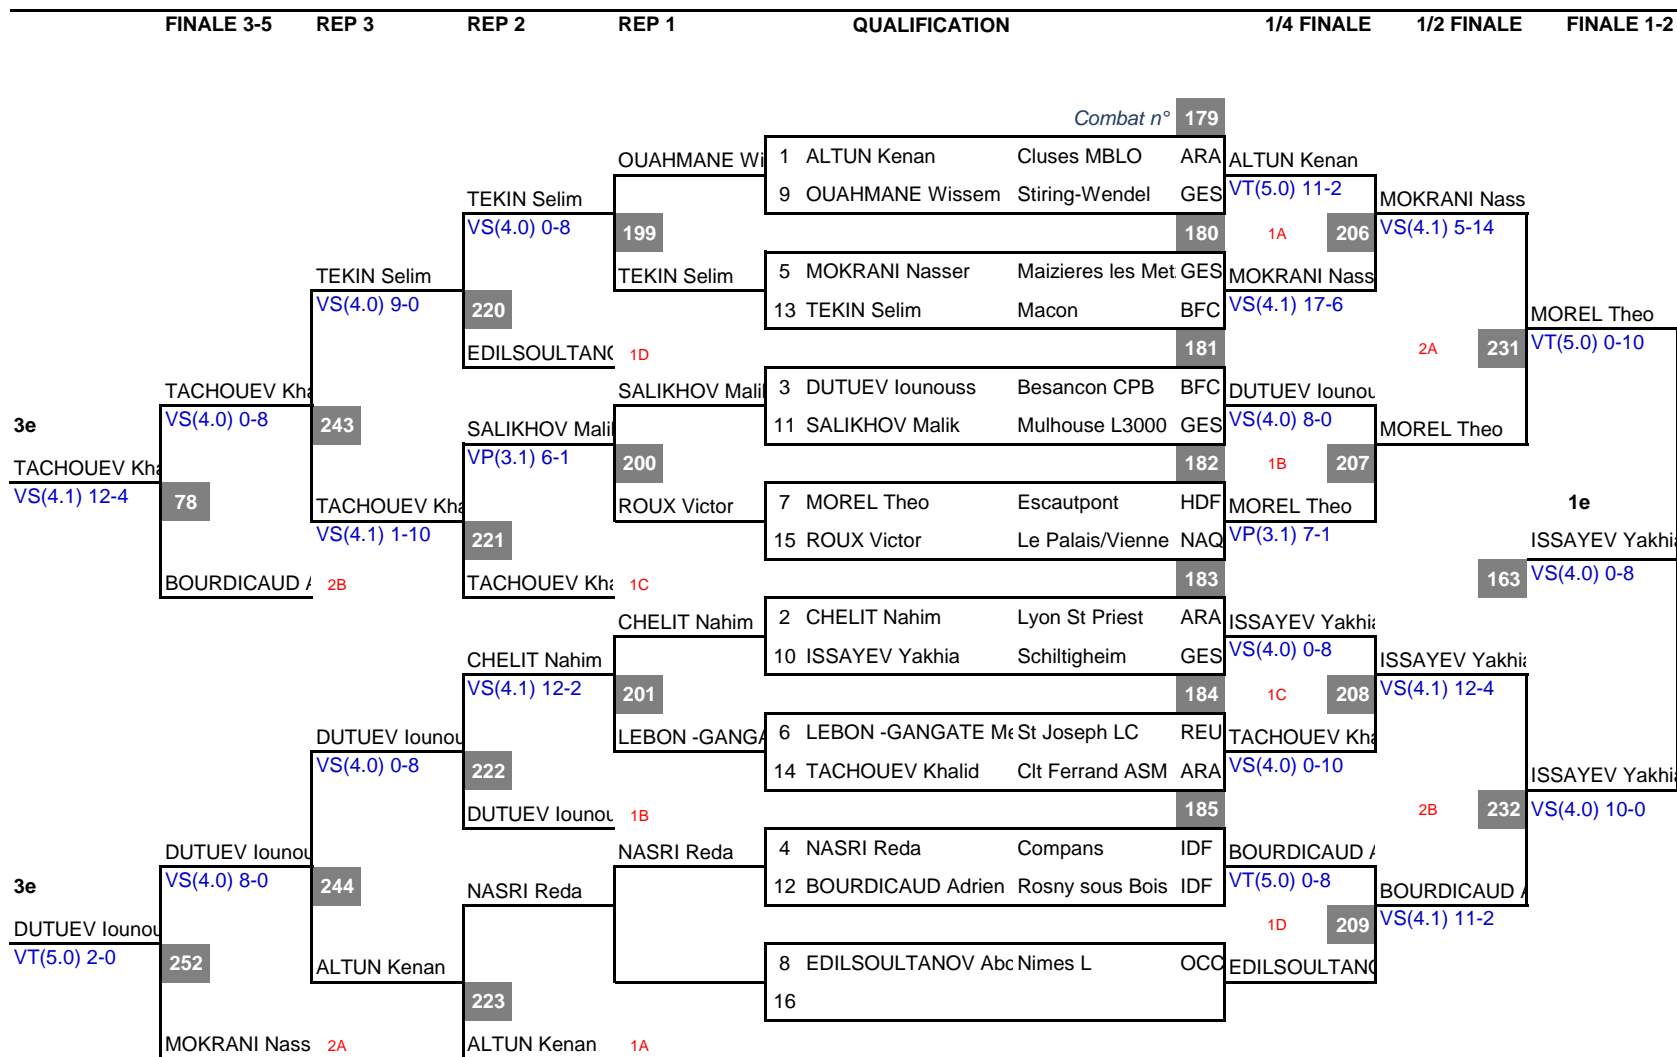 FINALE 3-5 REP 3 REP 2 REP 1 QUALIFICATION 1/4 FINALE 1/2 FINALE FINALE 1-2
Combat n° 179
OUAHMANE Wi 1 ALTUN Kenan Cluses MBLO ARA ALTUN Kenan
TEKIN Selim 9 OUAHMANE Wissem Stiring-Wendel GES VT(5.0) 11-2 MOKRANI Nass
VS(4.0) 0-8 199 180 1A 206 VS(4.1) 5-14
TEKIN Selim TEKIN Selim 5 MOKRANI Nasser Maizieres les Met GES MOKRANI Nass
VS(4.0) 9-0 220 13 TEKIN Selim Macon BFC VS(4.1) 17-6 MOREL Theo
EDILSOULTANO 1D 181 2A 231 VT(5.0) 0-10
TACHOUEV Kha SALIKHOV Malik 3 DUTUEV Iounouss Besancon CPB BFC DUTUEV Iounou
3e VS(4.0) 0-8 243 SALIKHOV Malik 11 SALIKHOV Malik Mulhouse L3000 GES VS(4.0) 8-0 MOREL Theo
TACHOUEV Kha VP(3.1) 6-1 200 182 1B 207
VS(4.1) 12-4 78 TACHOUEV Kha ROUX Victor 7 MOREL Theo Escautpont HDF MOREL Theo 1e
VS(4.1) 1-10 221 15 ROUX Victor Le Palais/Vienne NAQ VP(3.1) 7-1 ISSAYEV Yakhia
BOURDICAUD A 2B TACHOUEV Kha 1C 183 163 VS(4.0) 0-8
CHELIT Nahim 2 CHELIT Nahim Lyon St Priest ARA ISSAYEV Yakhia
CHELIT Nahim 10 ISSAYEV Yakhia Schiltigheim GES VS(4.0) 0-8 ISSAYEV Yakhia
VS(4.1) 12-2 201 184 1C 208 VS(4.1) 12-4
DUTUEV Iounou LEBON -GANGA 6 LEBON -GANGATE Me St Joseph LC REU TACHOUEV Kha
VS(4.0) 0-8 222 14 TACHOUEV Khalid Clt Ferrand ASM ARA VS(4.0) 0-10 ISSAYEV Yakhia
DUTUEV Iounou 1B 185 2B 232 VS(4.0) 10-0
DUTUEV Iounou NASRI Reda 4 NASRI Reda Compans IDF BOURDICAUD A
3e VS(4.0) 8-0 244 NASRI Reda 12 BOURDICAUD Adrien Rosny sous Bois IDF VT(5.0) 0-8 BOURDICAUD A
DUTUEV Iounou 1D 209 VS(4.1) 11-2
VT(5.0) 2-0 252 ALTUN Kenan 8 EDILSOULTANOV Abc Nimes L OCC EDILSOULTANO
223 16
MOKRANI Nass 2A ALTUN Kenan 1A